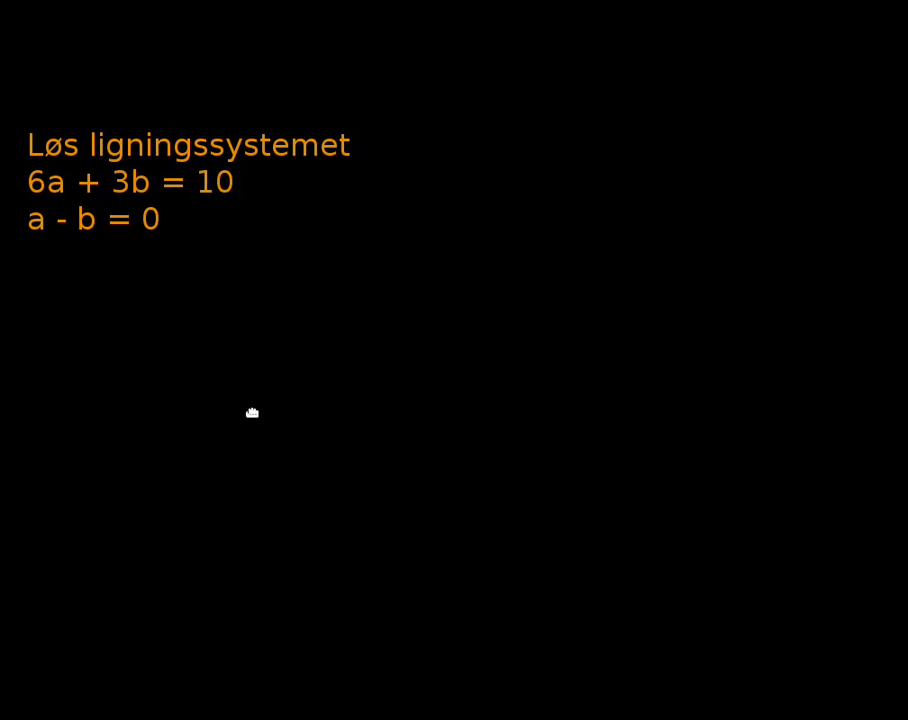 Løs ligningssystemet
6a + 3b = 10
a - b = 0